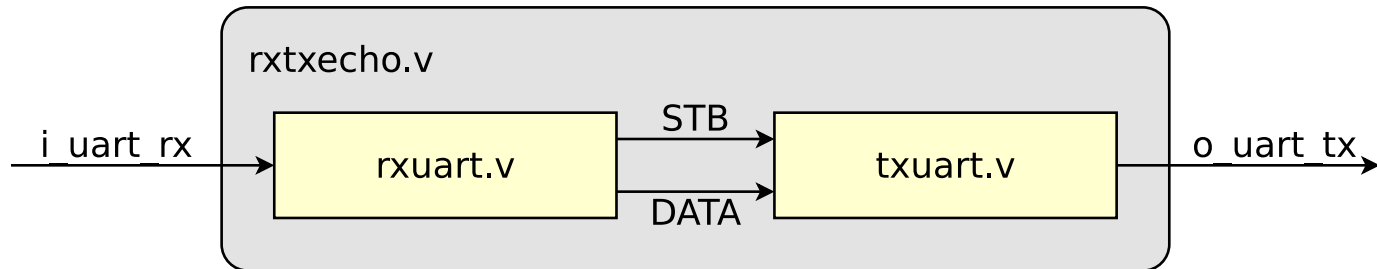 rxtxecho.v
i_uart_rx
rxuart.v
STB
DATA
txuart.v
o_uart_tx